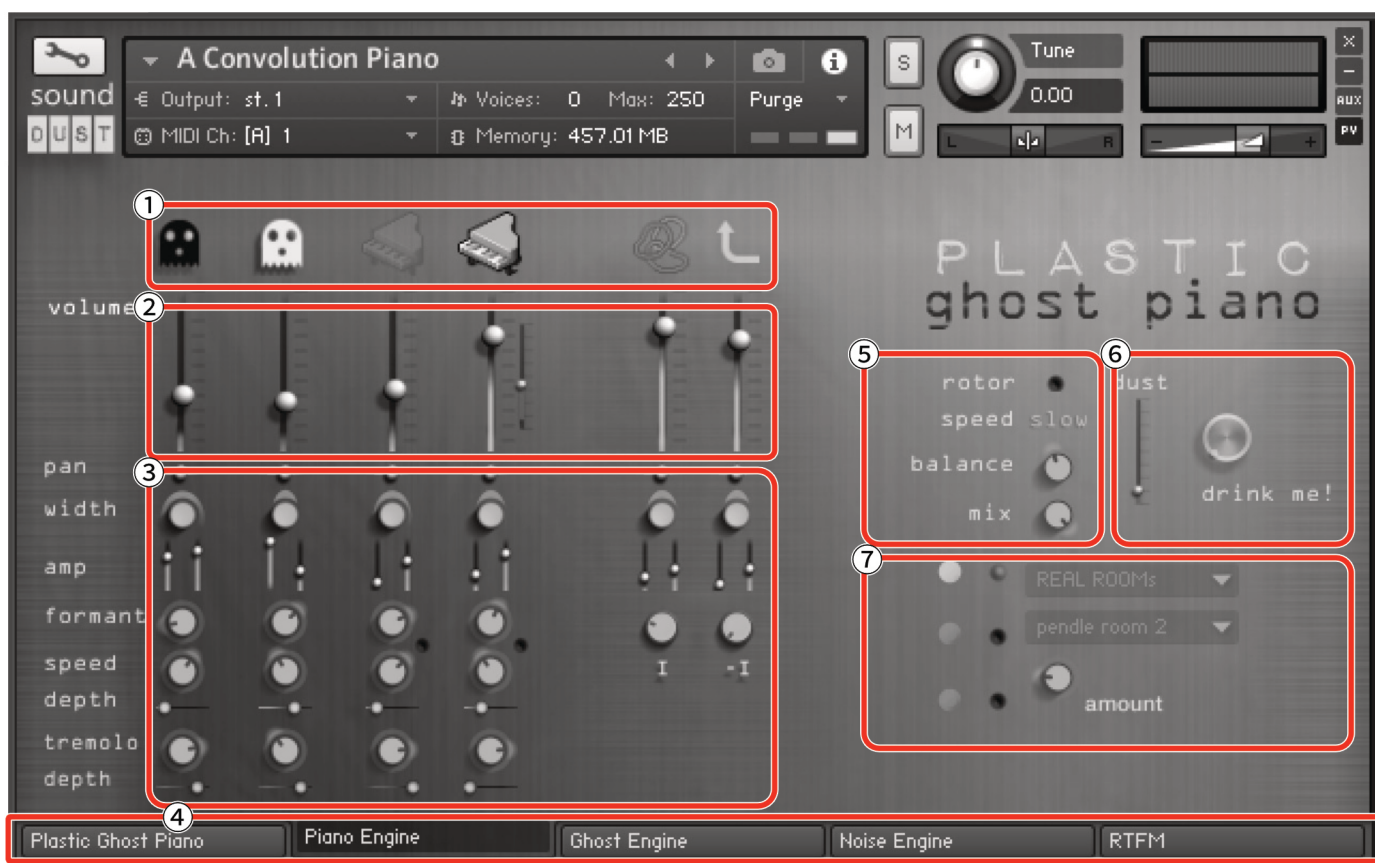 A Convolution Piano
i
S
Tune
X
-
sound
Output: st. 1
Voices: 0 Max: 250
Purge
0.00
AUX
DUST
MIDI Ch: [A] 1
Memory: 457.01 MB
M
L
R
-
+
PV
1
PLASTIC
ghost piano
volume
2
5
6
rotor
dust
speed slow
pan
3
balance
drink me!
width
mix
amp
7
REAL ROOMs
formant
pendle room 2
speed
I
-I
depth
amount
tremolo
depth
4
Plastic Ghost Piano
Piano Engine
Ghost Engine
Noise Engine
RTFM